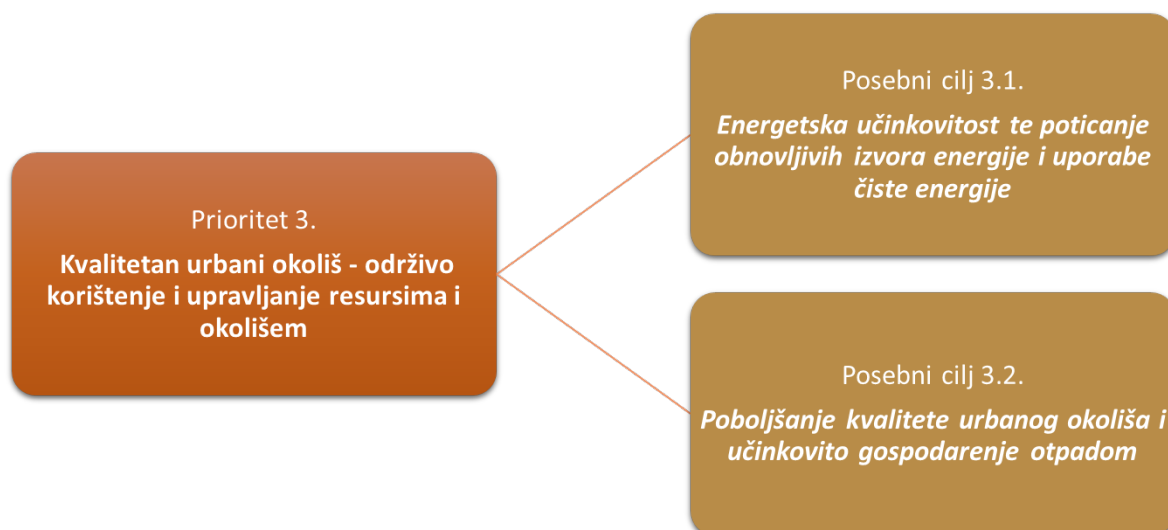 Prioritet 3.
Kvalitetan urbani okoliš - održivo
korištenje i upravljanje resursima i
okolišem
Posebni cilj 3.1.
Energetska učinkovitost te poticanje
obnovljivih izvora energije i uporabe
čiste energije
Posebni cilj 3.2.
Poboljšanje kvalitete urbanog okoliša i
učinkovito gospodarenje otpadom